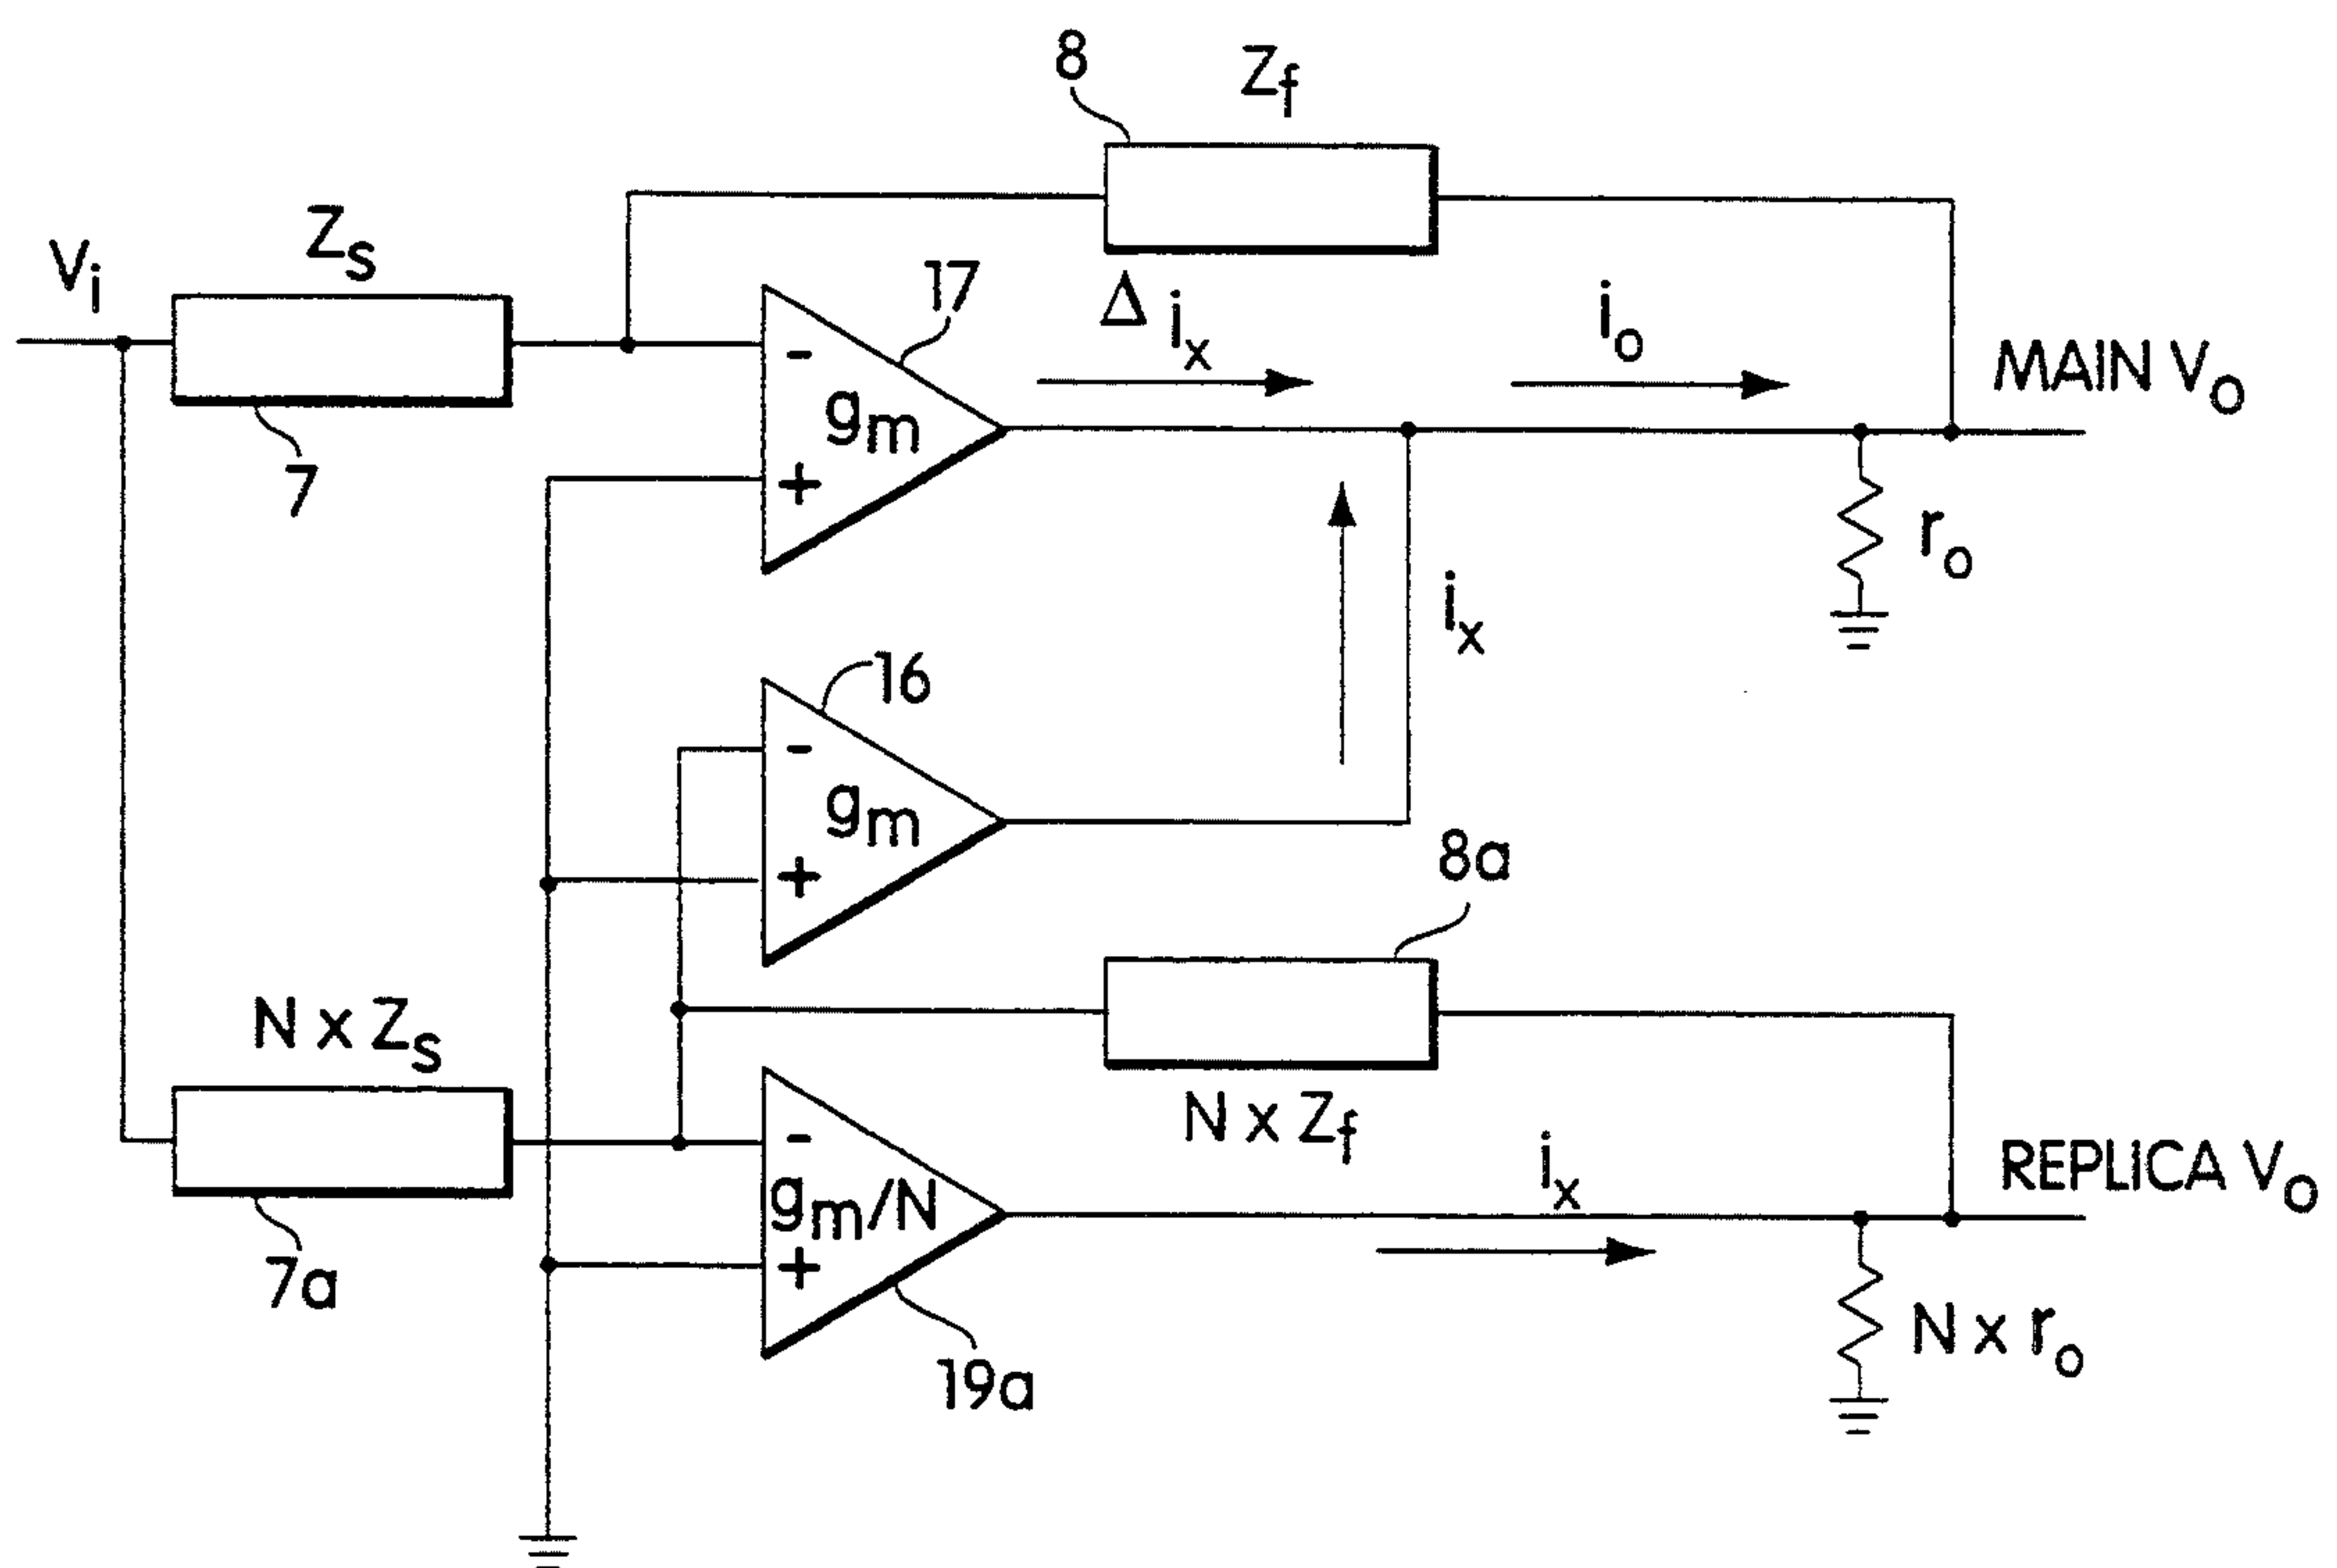 8
Zf
Zs
Vi
17
Δ ix
io
MAIN Vo
-
gm
+
7
ro
ix
16
-
gm
+
8a
N x Zs
N x Zf
ix
REPLICA Vo
-
gm/N
+
7a
N x ro
19a